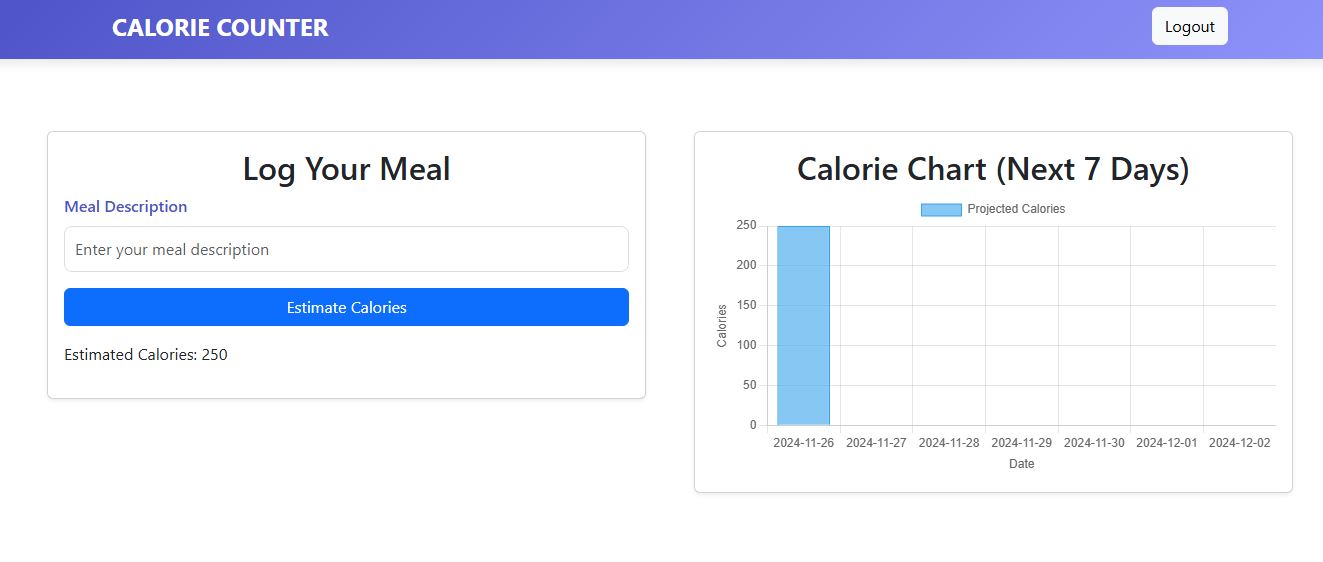 CALORIE COUNTER
Logout
Log Your Meal
Meal Description
Enter your meal description
Estimate Calories
Estimated Calories: 250
Calorie Chart (Next 7 Days)
Projected Calories
250
200
150
100
50
0
Calories
2024-11-26 2024-11-27 2024-11-28 2024-11-29 2024-11-30 2024-12-01 2024-12-02
Date